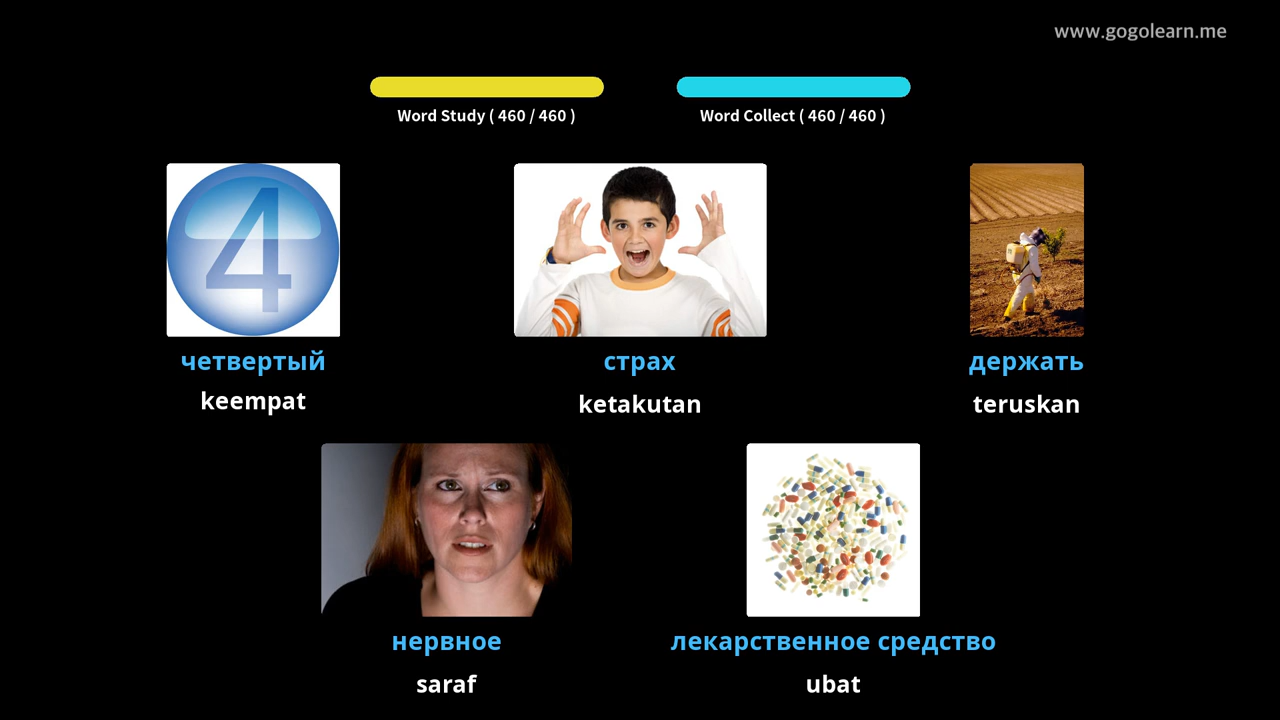 www.gogolearn.me
Word Study ( 460 / 460 )
Word Collect ( 460 / 460 )
4
четвертый
keempat
страх
ketakutan
держать
teruskan
нервное
saraf
лекарственное средство
ubat